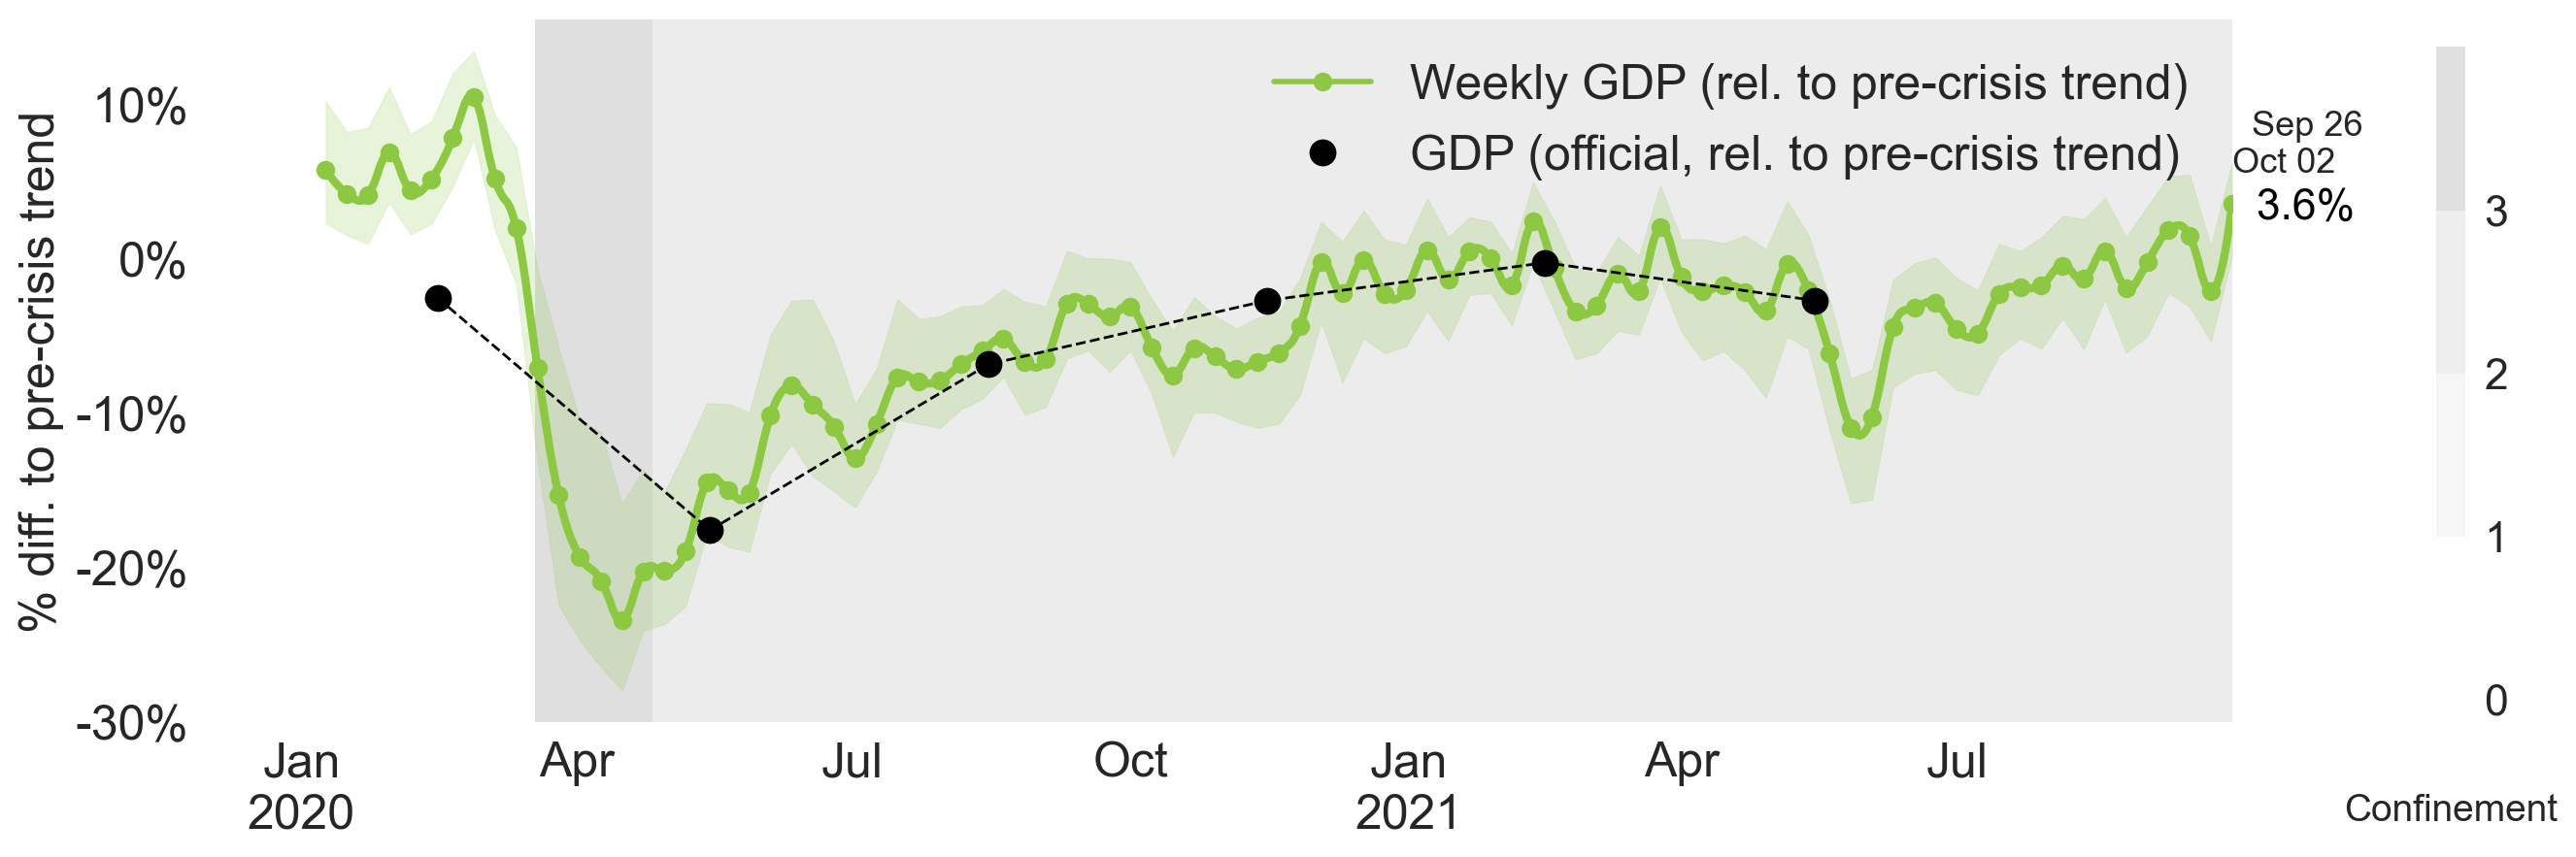 % diff. to pre-crisis trend
10%
0%
-10%
-20%
-30%
Weekly GDP (rel. to pre-crisis trend)
GDP (official, rel. to pre-crisis trend)
Sep 26
Oct 02
3.6%
3
2
1
0
Confinement
Jan Apr Jul Oct Jan Apr Jul
2020 2021